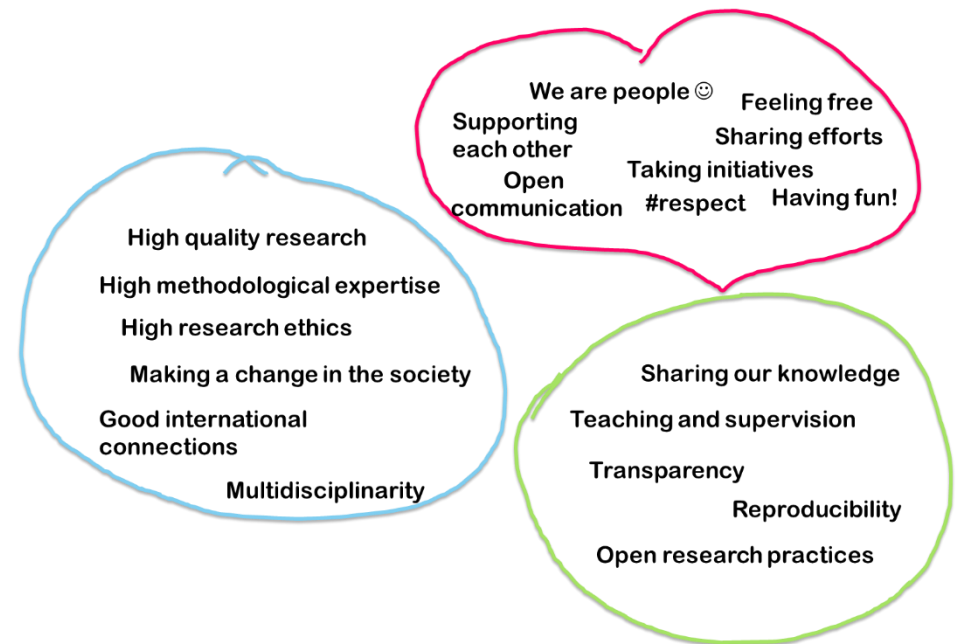 We are people ☺
Feeling free
Supporting
each other
Sharing efforts
Taking initiatives
Open
communication
#respect
Having fun!
High quality research
High methodological expertise
High research ethics
Making a change in the society
Good international
connections
Multidisciplinarity
Sharing our knowledge
Teaching and supervision
Transparency
Reproducibility
Open research practices